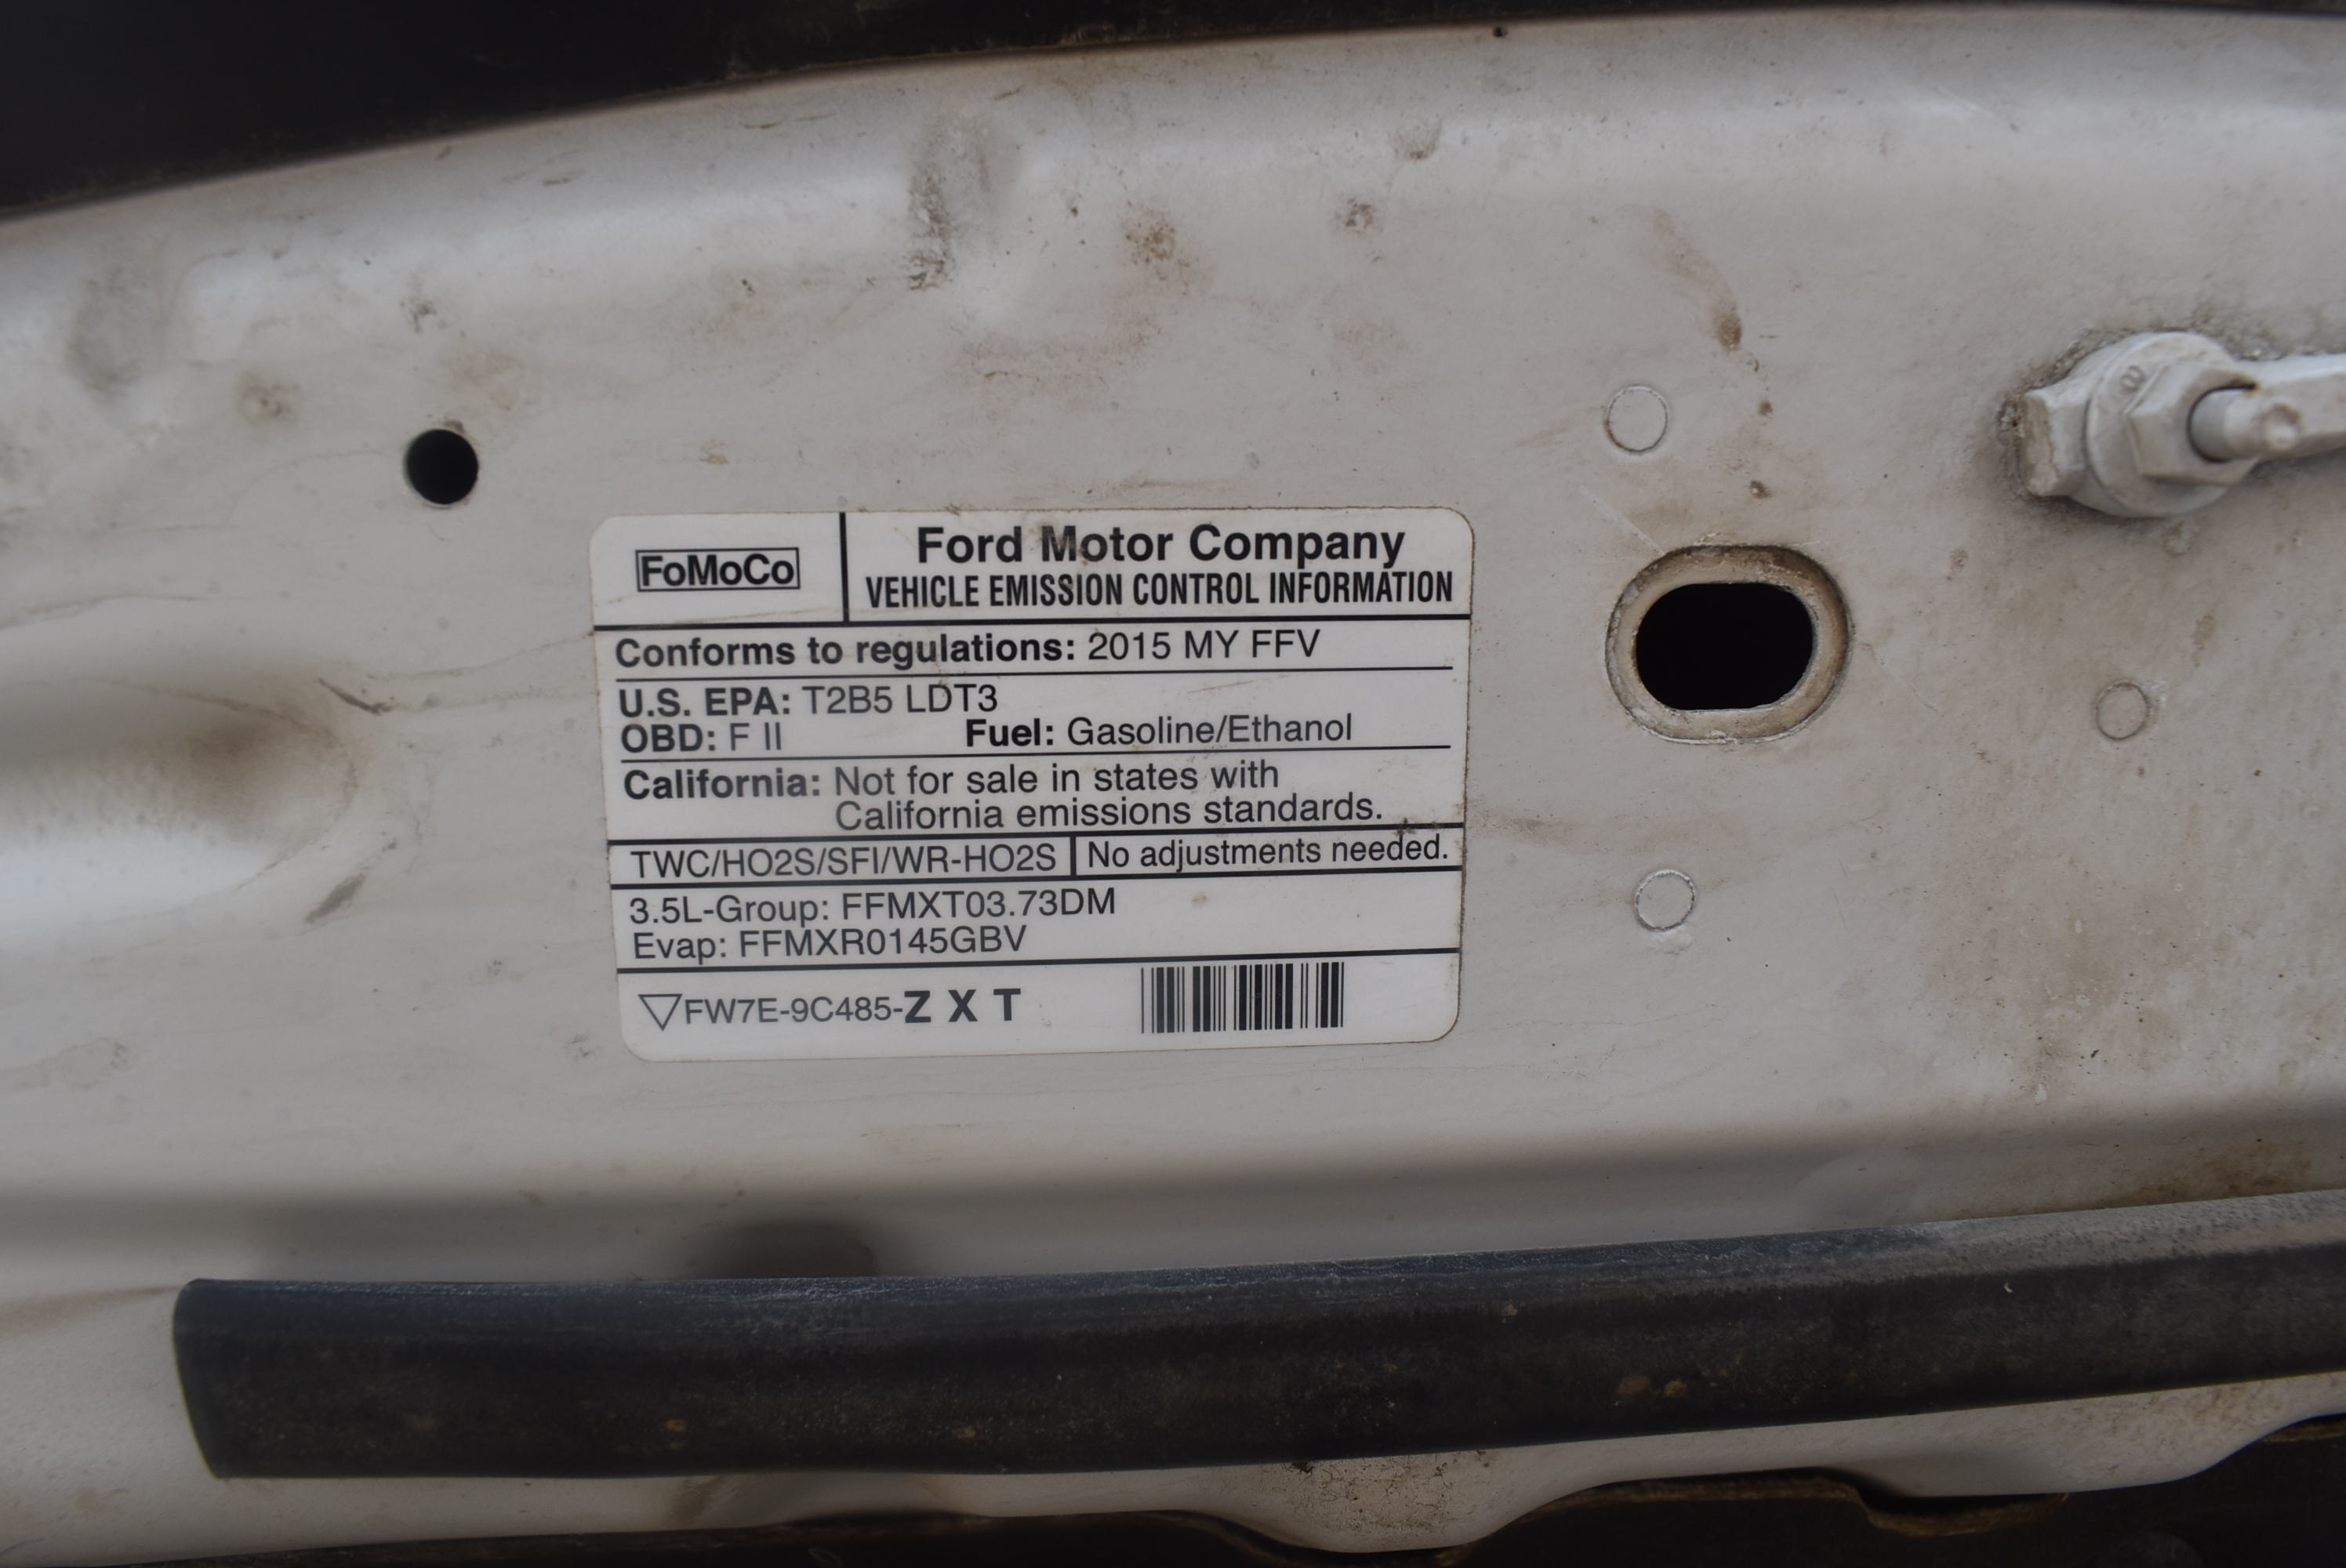 FoMoCo
Ford Motor Company
VEHICLE EMISSION CONTROL INFORMATION
Conforms to regulations: 2015 MY FFV
U.S. EPA: T2B5 LDT3
OBD: F II Fuel: Gasoline/Ethanol
California: Not for sale in states with
California emissions standards.
TWC/HO2S/SFI/WR-HO2S No adjustments needed.
3.5L-Group: FFMXT03.73DM
Evap: FFMXR0145GBV
FW7E-9C485-Z X T
8